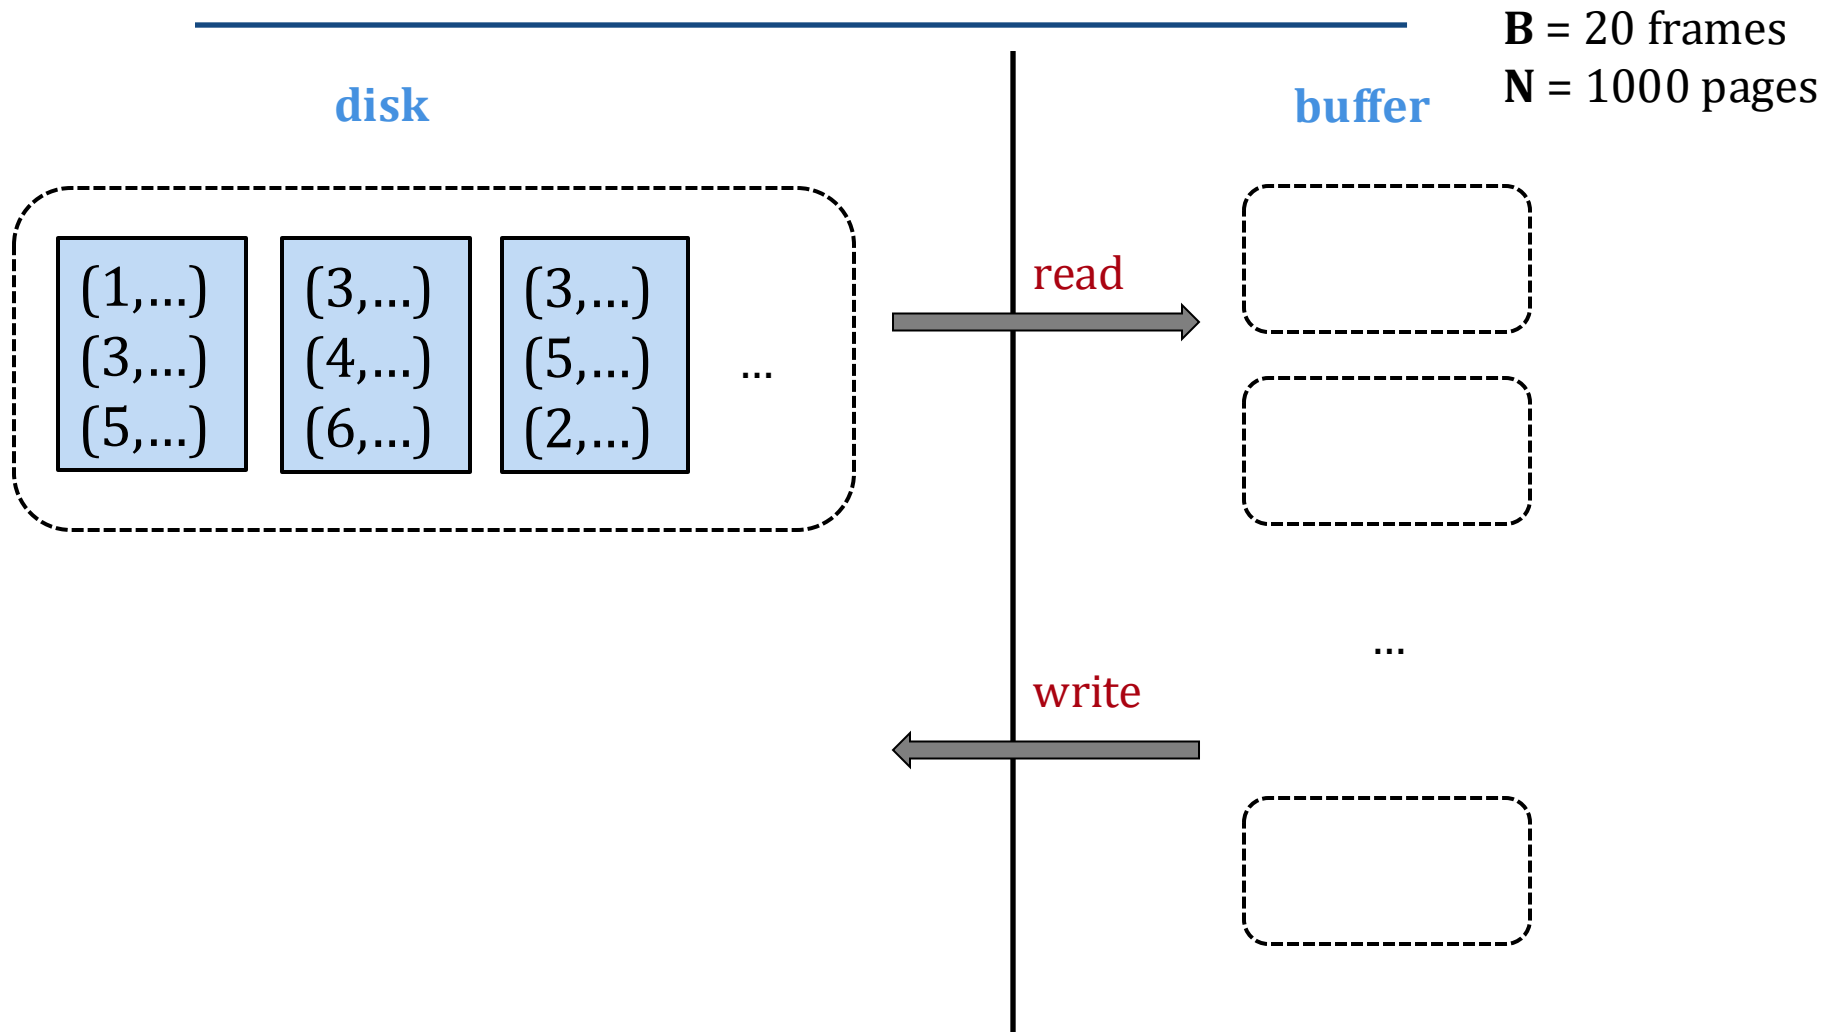 B = 20 frames
N = 1000 pages
disk
buffer
(1,...)
(3,...)
(5,...)
(3,...)
(4,...)
(6,...)
(3,...)
(5,...)
(2,...)
...
read
...
write